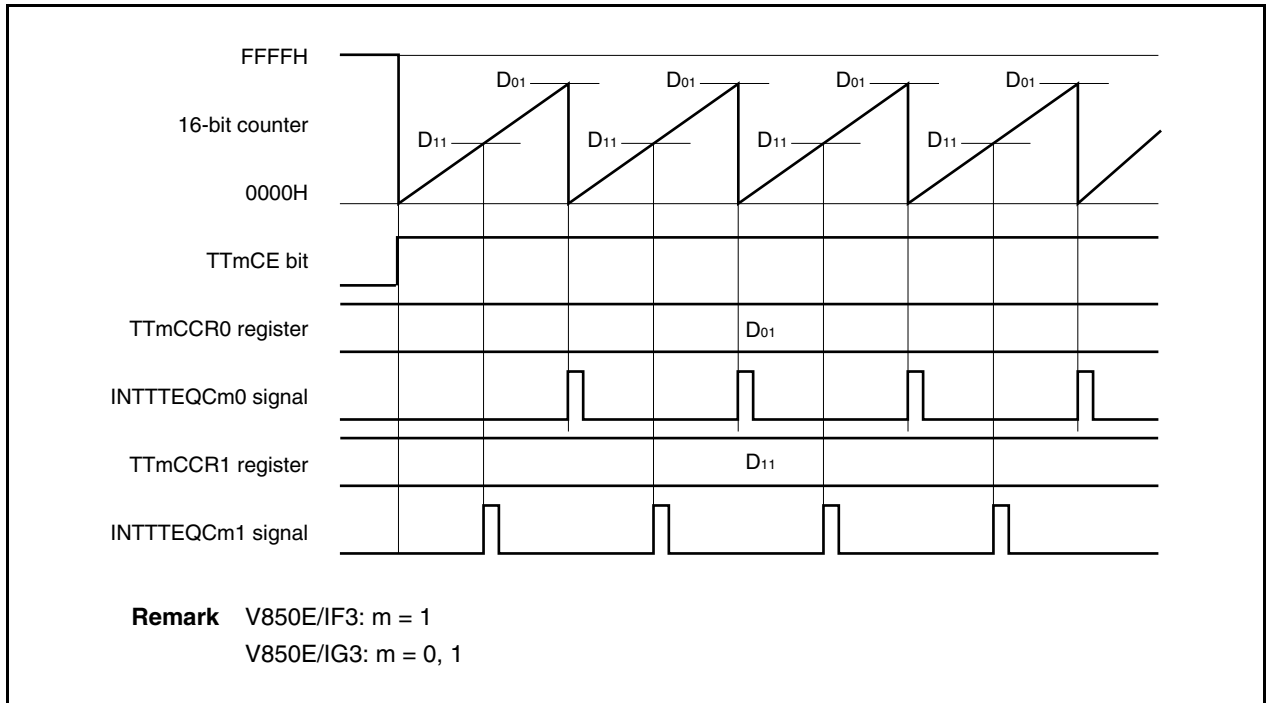 FFFFH
D01 D01 D01 D01
16-bit counter
D11 D11 D11 D11
0000H
TTmCE bit
TTmCCR0 register
D01
INTTTEQCm0 signal
TTmCCR1 register
D11
INTTTEQCm1 signal
Remark V850E/IF3: m = 1
V850E/IG3: m = 0, 1